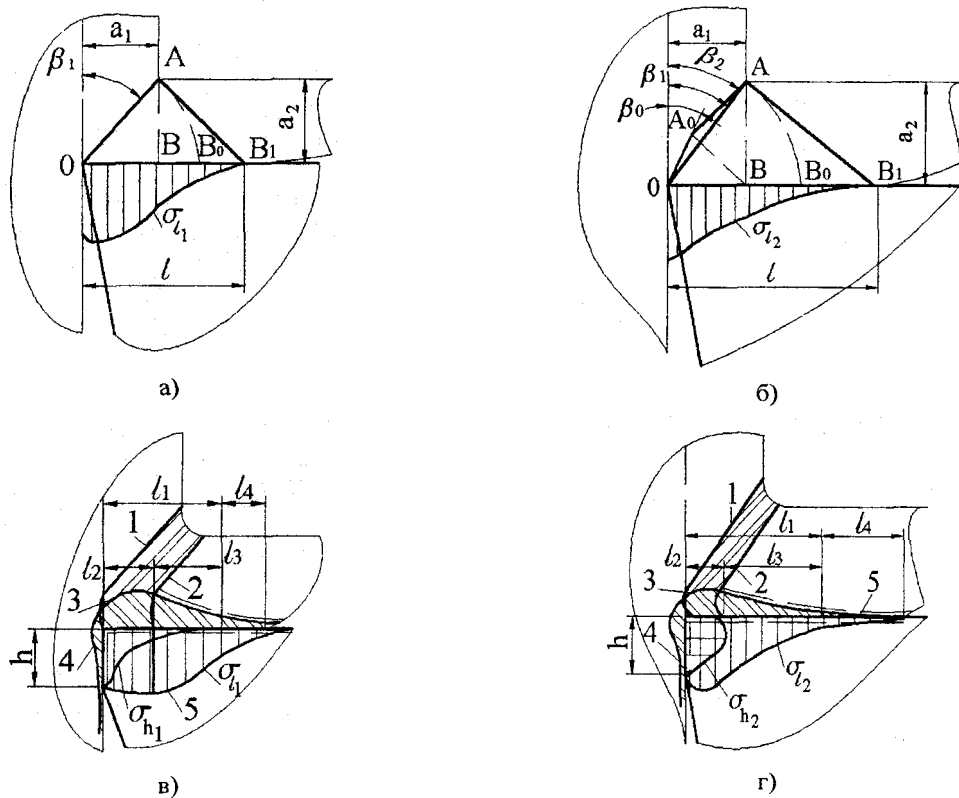 a₁
β₁
A
a₂
0
B
B₀
B₁
σₗ₁
l
а)
a₁
β₂
β₁
β₀
A
A₀
a₂
0
B
B₀
B₁
σₗ₂
l
б)
l₁
l₄
1
l₂
l₃
3
2
h
4
σₕ₁
5
σₗ₁
в)
l₁
l₄
1
l₂
l₃
3
2
5
h
4
σₗ₂
σₕ₂
г)